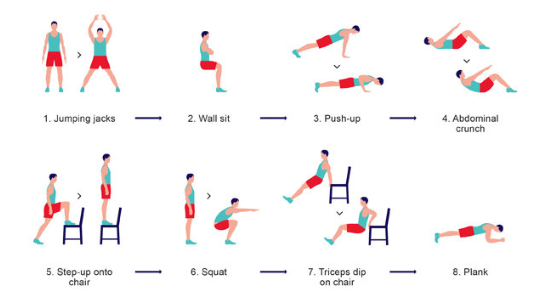 1. Jumping jacks
2. Wall sit
3. Push-up
4. Abdominal
crunch
5. Step-up onto
chair
6. Squat
7. Triceps dip
on chair
8. Plank